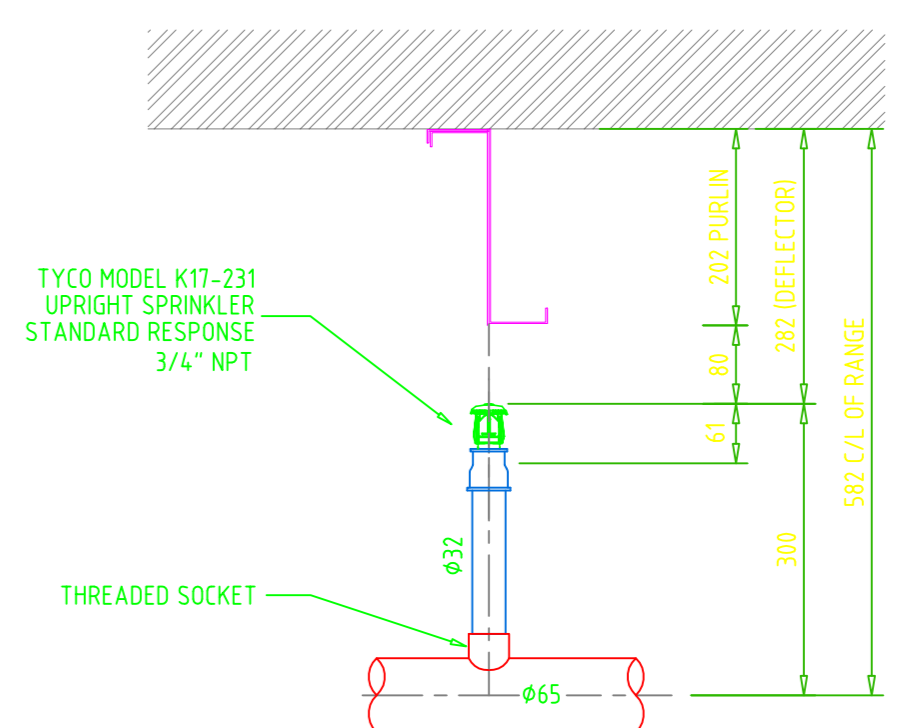 TYCO MODEL K17-231
UPRIGHT SPRINKLER
STANDARD RESPONSE
3/4" NPT
THREADED SOCKET
ϕ32
ϕ65
202 PURLIN
80
61
282 (DEFLECTOR)
300
582 C/L OF RANGE